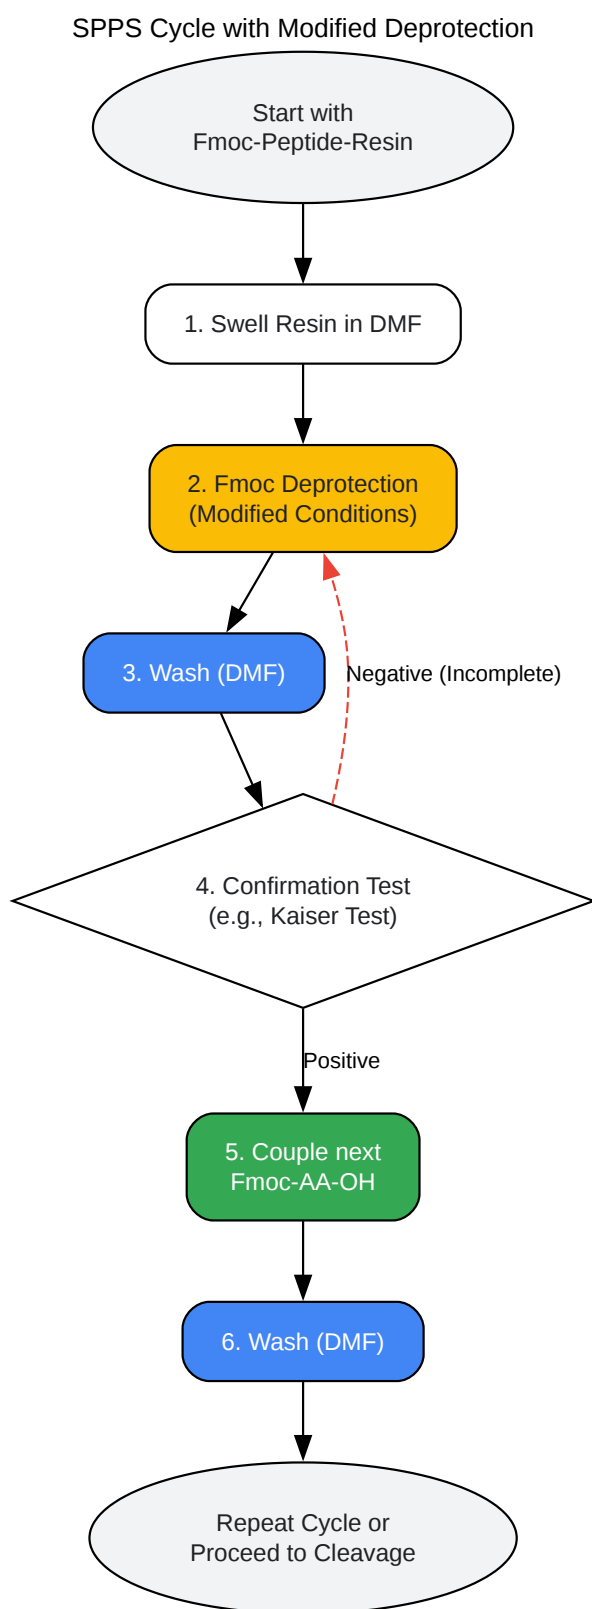 SPPS Cycle with Modified Deprotection
Start with
Fmoc-Peptide-Resin
1. Swell Resin in DMF
2. Fmoc Deprotection
(Modified Conditions)
3. Wash (DMF)
Negative (Incomplete)
4. Confirmation Test
(e.g., Kaiser Test)
Positive
5. Couple next
Fmoc-AA-OH
6. Wash (DMF)
Repeat Cycle or
Proceed to Cleavage